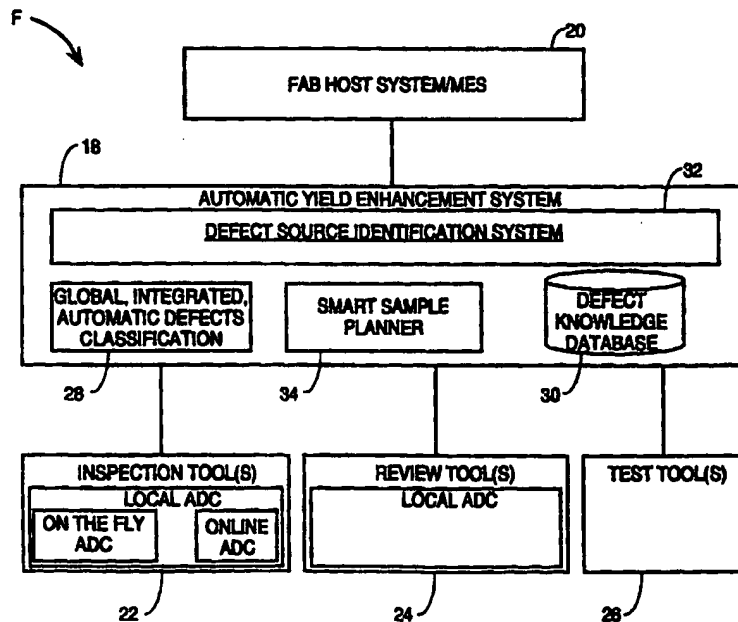 F
20
FAB HOST SYSTEM/MES
18
32
AUTOMATIC YIELD ENHANCEMENT SYSTEM
DEFECT SOURCE IDENTIFICATION SYSTEM
GLOBAL, INTEGRATED,
AUTOMATIC DEFECTS
CLASSIFICATION
SMART SAMPLE
PLANNER
DEFECT
KNOWLEDGE
DATABASE
28
34
30
INSPECTION TOOL(S)
LOCAL ADC
ON THE FLY
ADC
ONLINE
ADC
REVIEW TOOL(S)
LOCAL ADC
TEST TOOL(S)
22
24
26